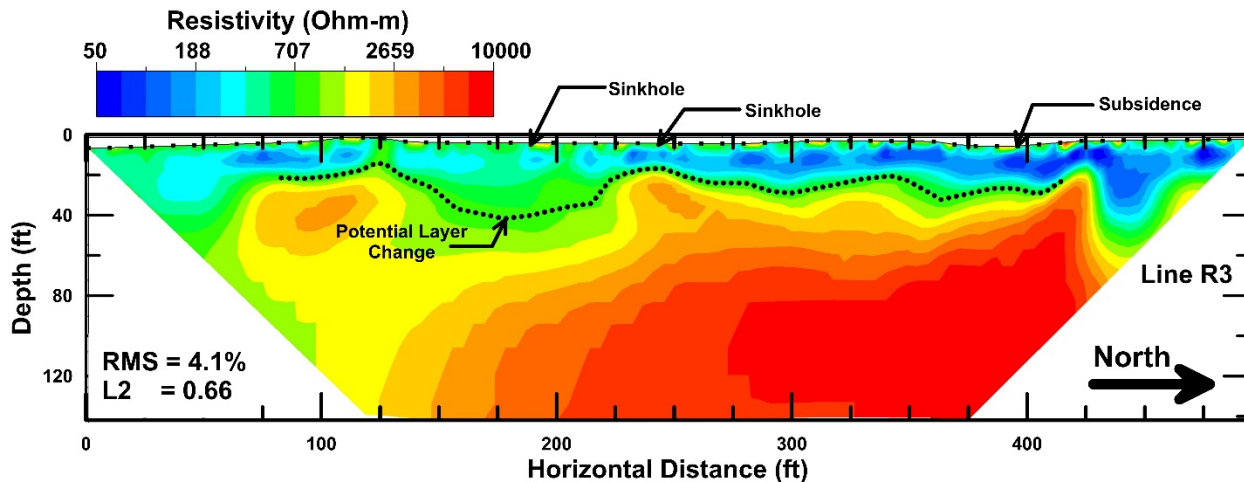 Resistivity (Ohm-m)
50 188 707 2659 10000
Sinkhole
Sinkhole
Subsidence
0
40
80
120
Depth (ft)
Potential Layer
Change
Line R3
RMS = 4.1%
L2 = 0.66
North
0 100 200 300 400
Horizontal Distance (ft)